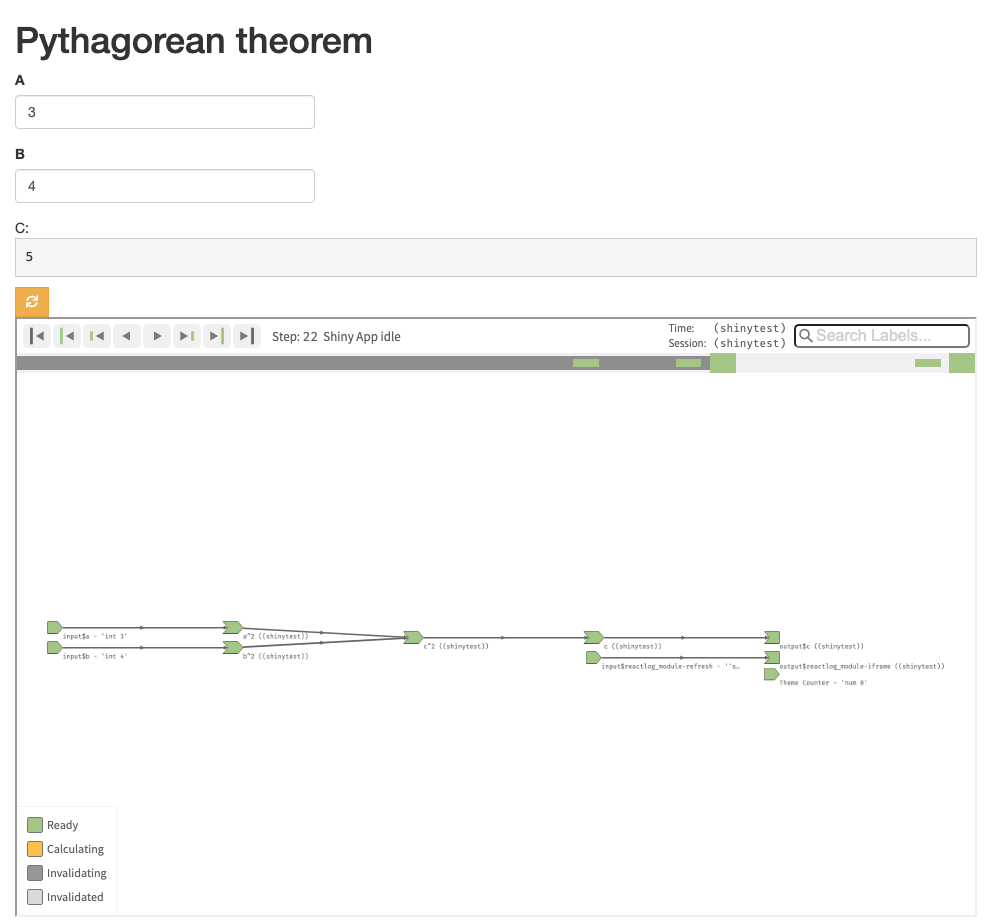 Pythagorean theorem
A
3
B
4
C:
5
Step: 22 Shiny App idle
Time: (shinytest)
Session: (shinytest)
Search Labels...
input$a - 'int 3'
a^2 ((shinytest))
input$b - 'int 4'
b^2 ((shinytest))
c^2 ((shinytest))
c ((shinytest))
output$c ((shinytest))
input$reactlog_module-refresh - ''s…
output$reactlog_module-iframe ((shinytest))
Theme Counter - 'num 0'
Ready
Calculating
Invalidating
Invalidated